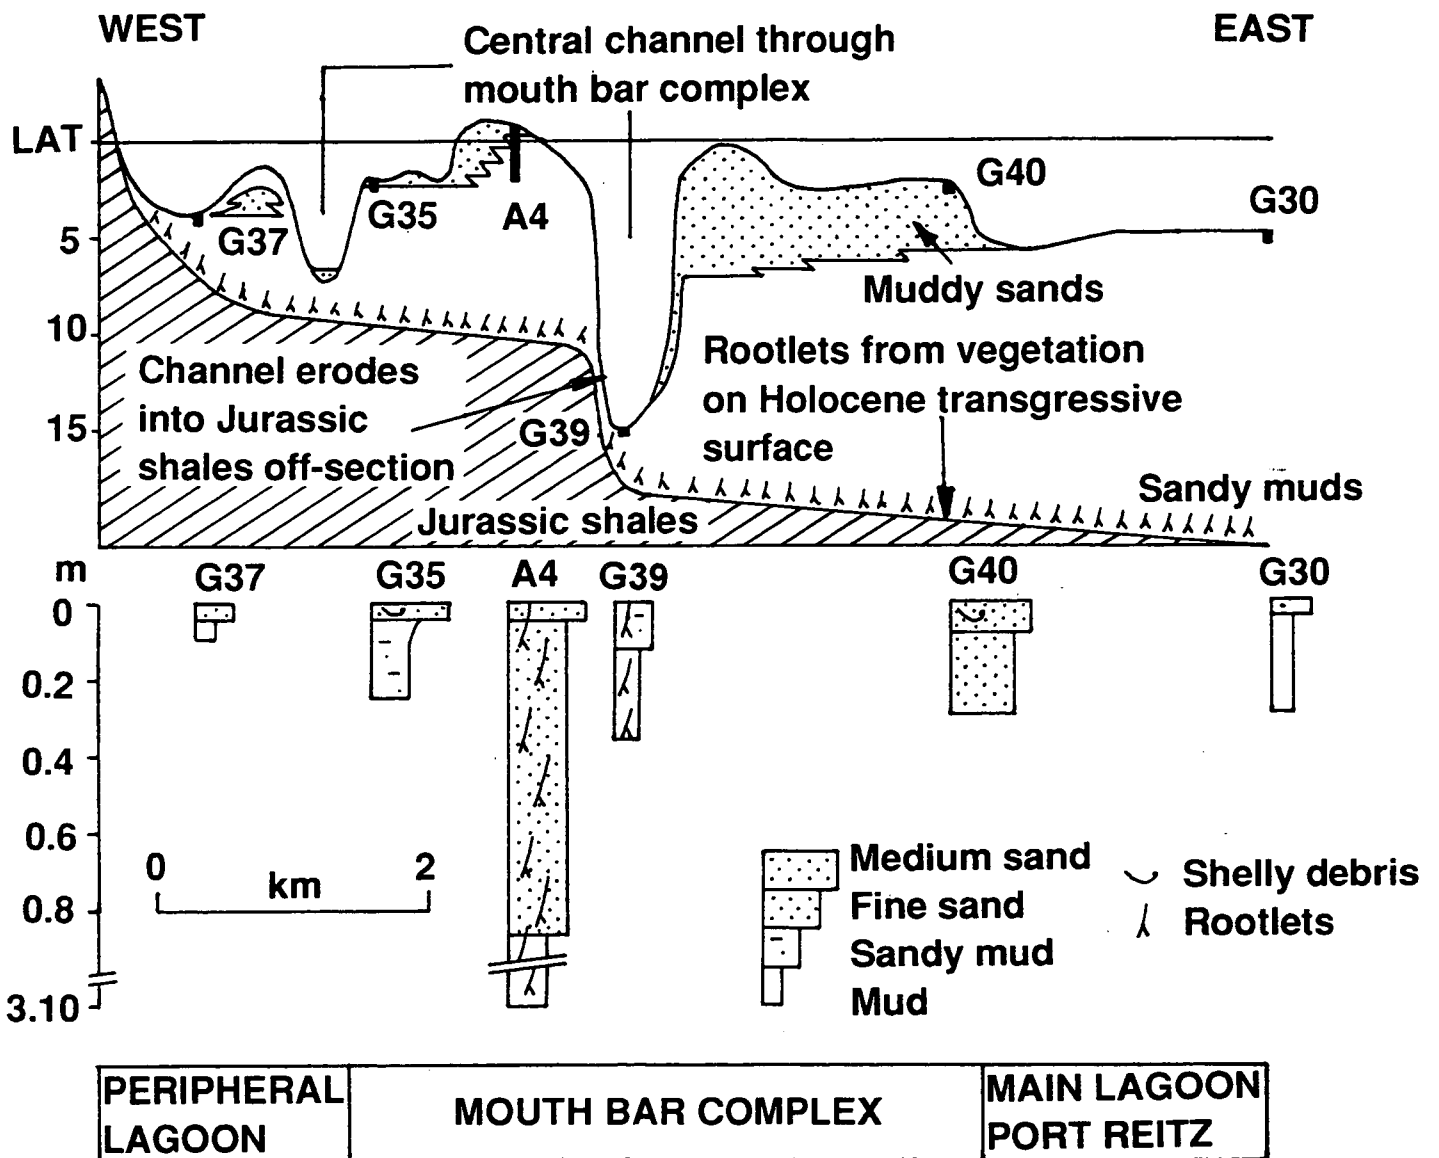 WEST
EAST
Central channel through
mouth bar complex
LAT
G40
G30
G35
A4
G37
5
Muddy sands
10
Rootlets from vegetation
on Holocene transgressive
surface
Channel erodes
into Jurassic
shales off-section
15
G39
Sandy muds
Jurassic shales
m
G37
G35
A4
G39
G40
G30
0
0.2
0.4
0.6
0.8
3.10
0
2
km
Medium sand
Fine sand
Sandy mud
Mud
Shelly debris
Rootlets
PERIPHERAL
LAGOON
MOUTH BAR COMPLEX
MAIN LAGOON
PORT REITZ